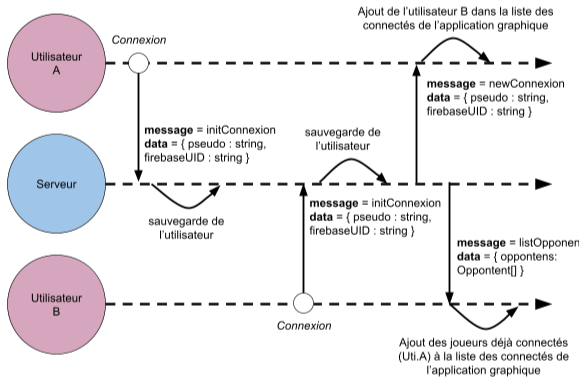 Ajout de l'utilisateur B dans la liste des
connectés de l'application graphique
Connexion
Utilisateur
A
message = newConnexion
data = { pseudo : string,
firebaseUID : string }
message = initConnexion
data = { pseudo : string,
firebaseUID : string }
sauvegarde de
l'utilisateur
Serveur
sauvegarde de
l'utilisateur
message = initConnexion
data = { pseudo : string,
firebaseUID : string }
message = listOpponen
data = { oppontens:
Oppontent[] }
Utilisateur
B
Connexion
Ajout des joueurs déjà connectés
(Uti.A) à la liste des connectés de
l'application graphique